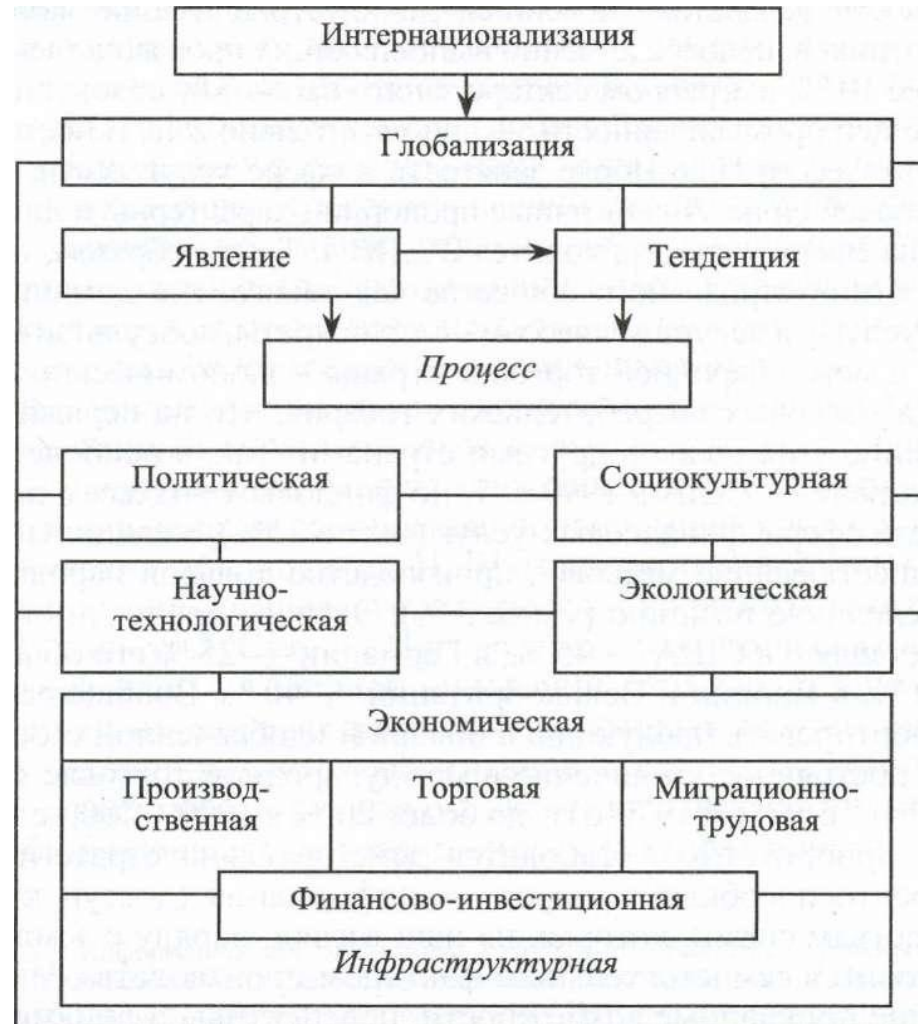 Интернационализация
Глобализация
Явление
Тенденция
Процесс
Политическая
Социокультурная
Научно-
технологическая
Экологическая
Экономическая
Производ-
ственная
Торговая
Миграционно-
трудовая
Финансово-инвестиционная
Инфраструктурная